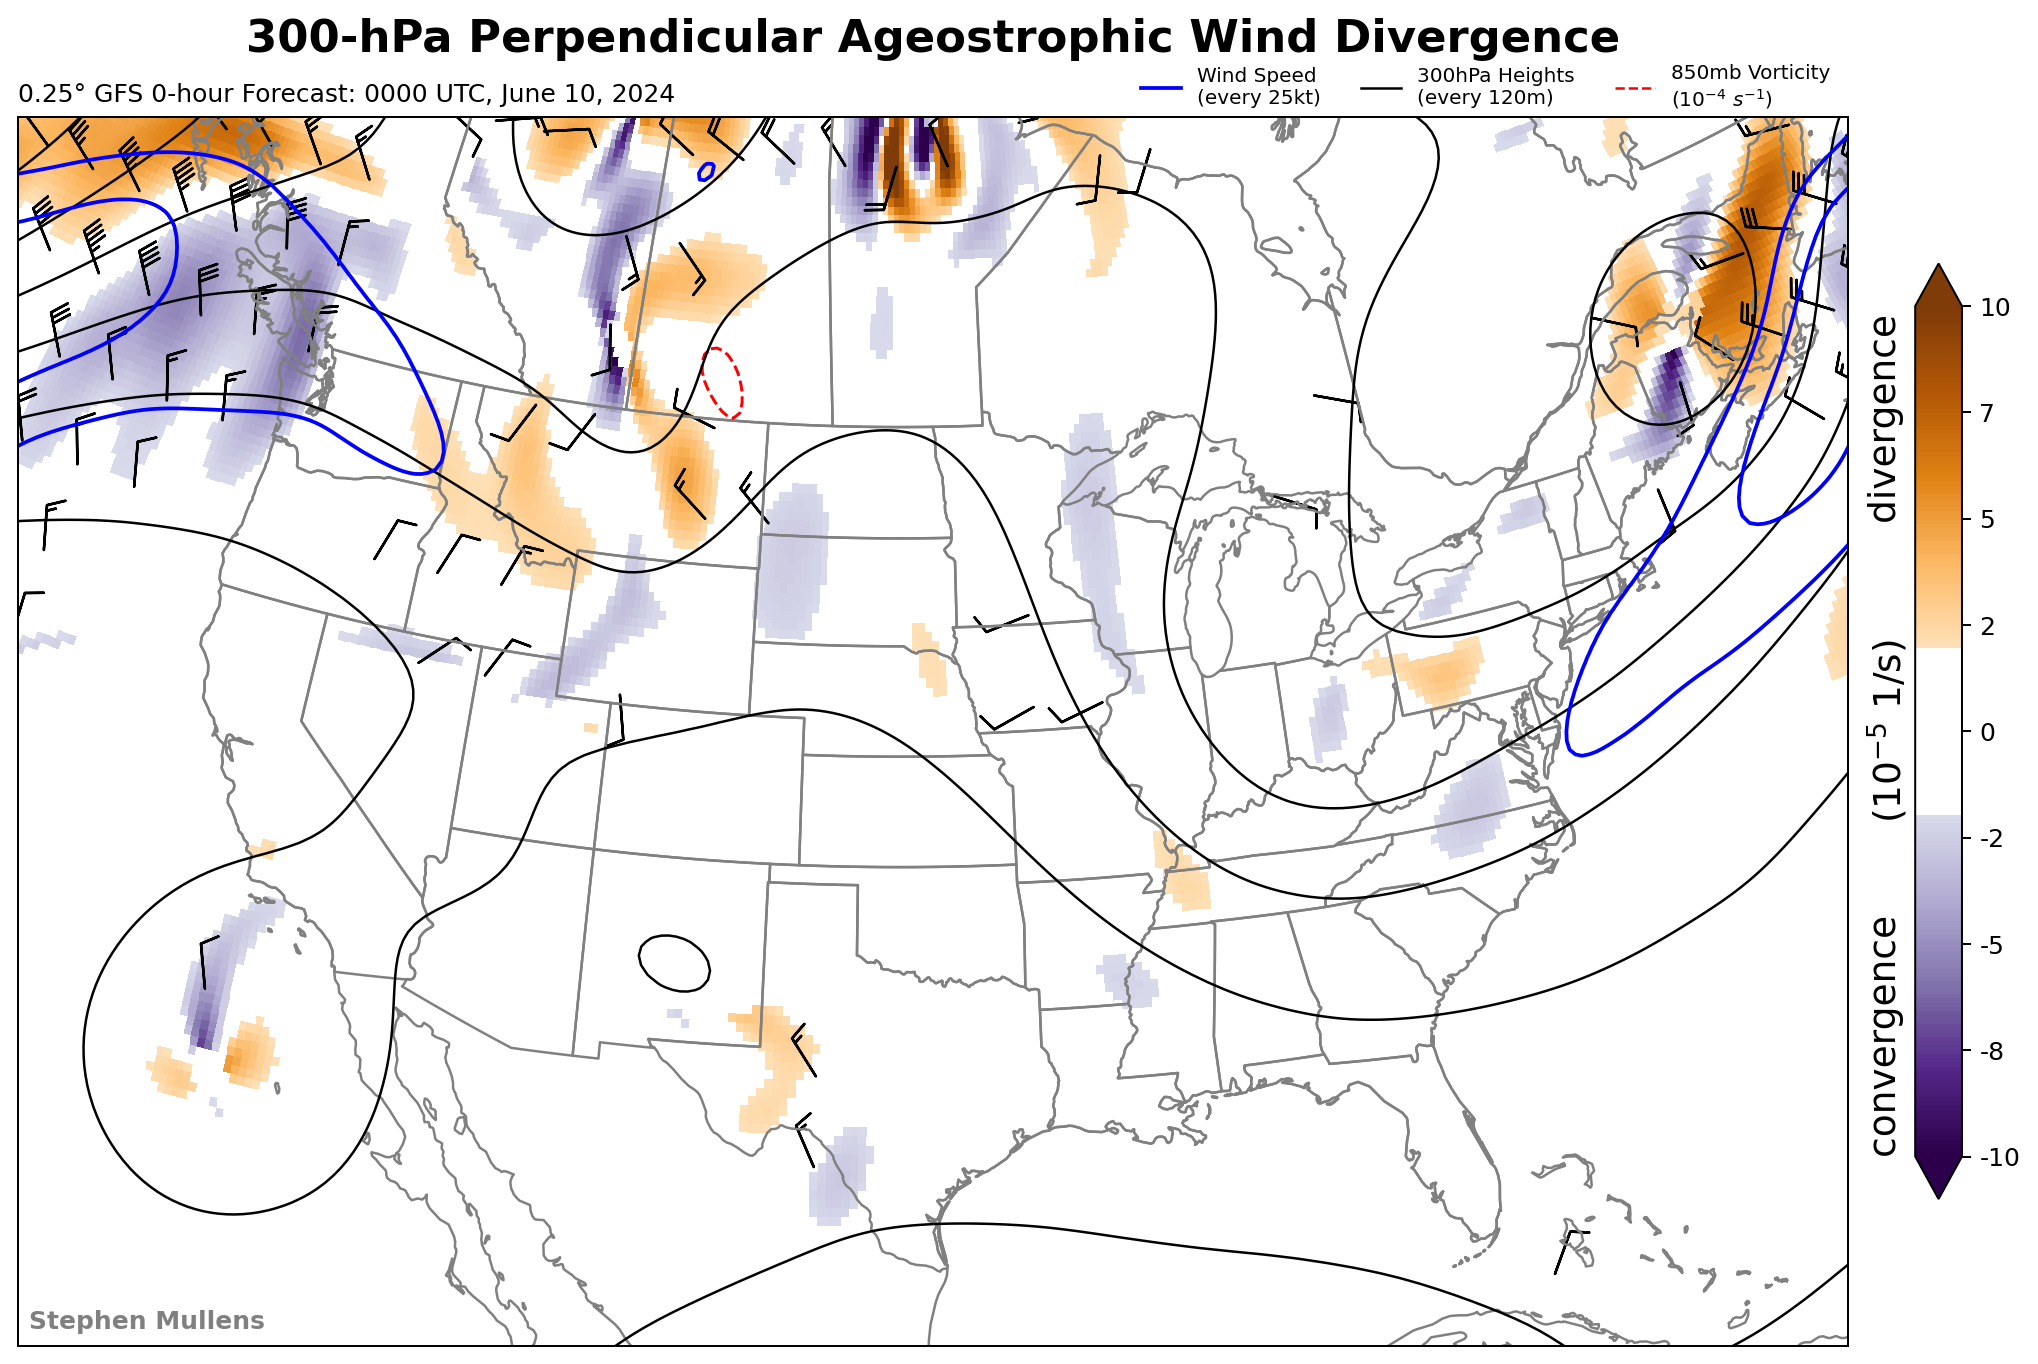 300-hPa Perpendicular Ageostrophic Wind Divergence
0.25° GFS 0-hour Forecast: 0000 UTC, June 10, 2024
Wind Speed
(every 25kt)
300hPa Heights
(every 120m)
850mb Vorticity
(10⁻⁴ s⁻¹)
10
7
5
2
0
-2
-5
-8
-10
convergence (10⁻⁵ 1/s) divergence
Stephen Mullens